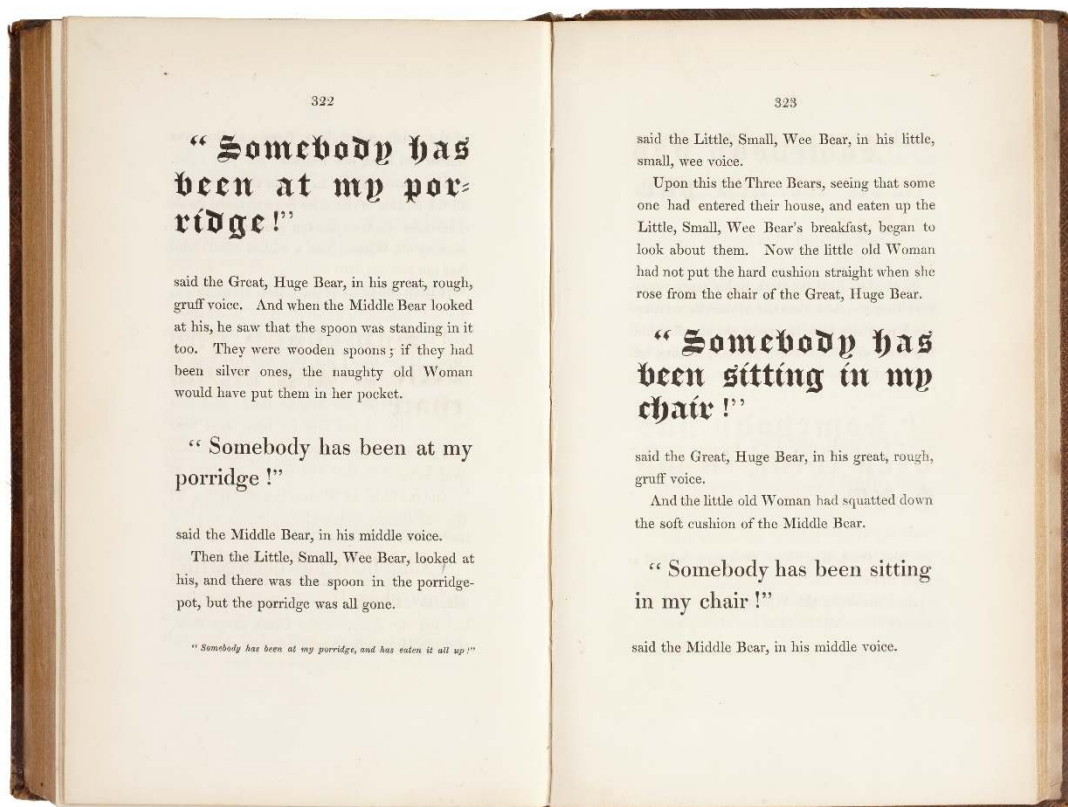 322
“ Somebody has
been at my por-
ridge !”
said the Great, Huge Bear, in his great, rough,
gruff voice. And when the Middle Bear looked
at his, he saw that the spoon was standing in it
too. They were wooden spoons ; if they had
been silver ones, the naughty old Woman
would have put them in her pocket.
“ Somebody has been at my
porridge !”
said the Middle Bear, in his middle voice.
Then the Little, Small, Wee Bear, looked at
his, and there was the spoon in the porridge-
pot, but the porridge was all gone.
“ Somebody has been at my porridge, and has eaten it all up !”
323
said the Little, Small, Wee Bear, in his little,
small, wee voice.
Upon this the Three Bears, seeing that some
one had entered their house, and eaten up the
Little, Small, Wee Bear’s breakfast, began to
look about them. Now the little old Woman
had not put the hard cushion straight when she
rose from the chair of the Great, Huge Bear.
“ Somebody has
been sitting in my
chair !”
said the Great, Huge Bear, in his great, rough,
gruff voice.
And the little old Woman had squatted down
the soft cushion of the Middle Bear.
“ Somebody has been sitting
in my chair !”
said the Middle Bear, in his middle voice.